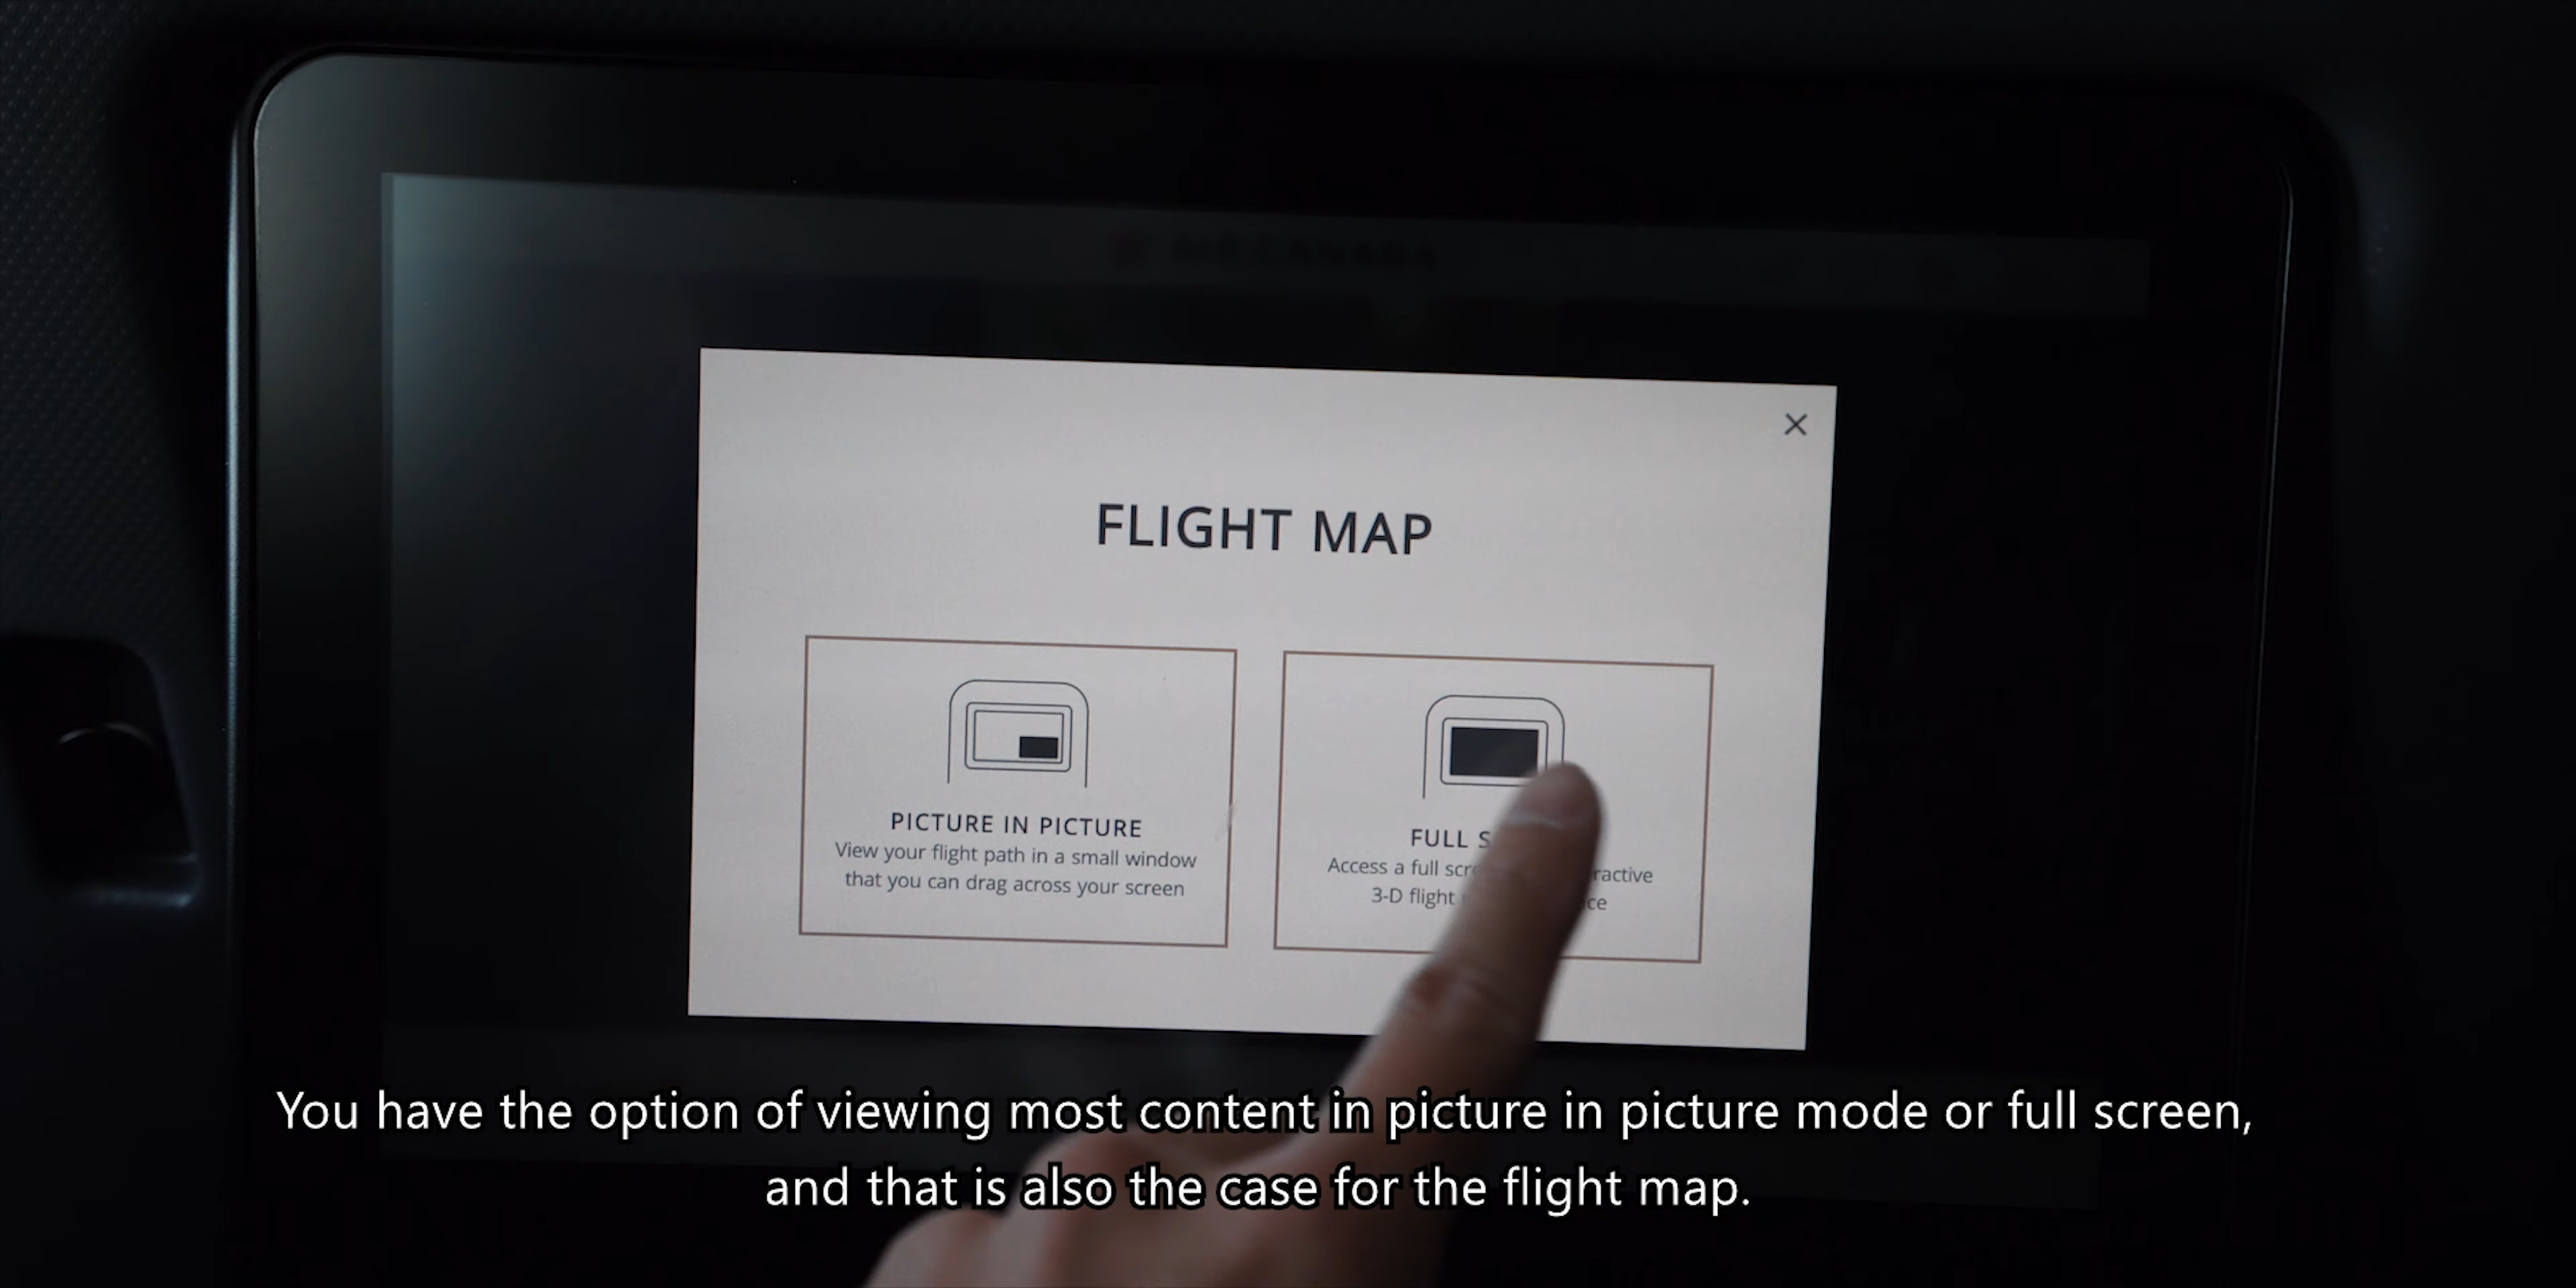 AIR CANADA
FLIGHT MAP
PICTURE IN PICTURE
View your flight path in a small window
that you can drag across your screen
FULL
Access a full
3-D flight
You have the option of viewing most content in picture in picture mode or full screen,
and that is also the case for the flight map.